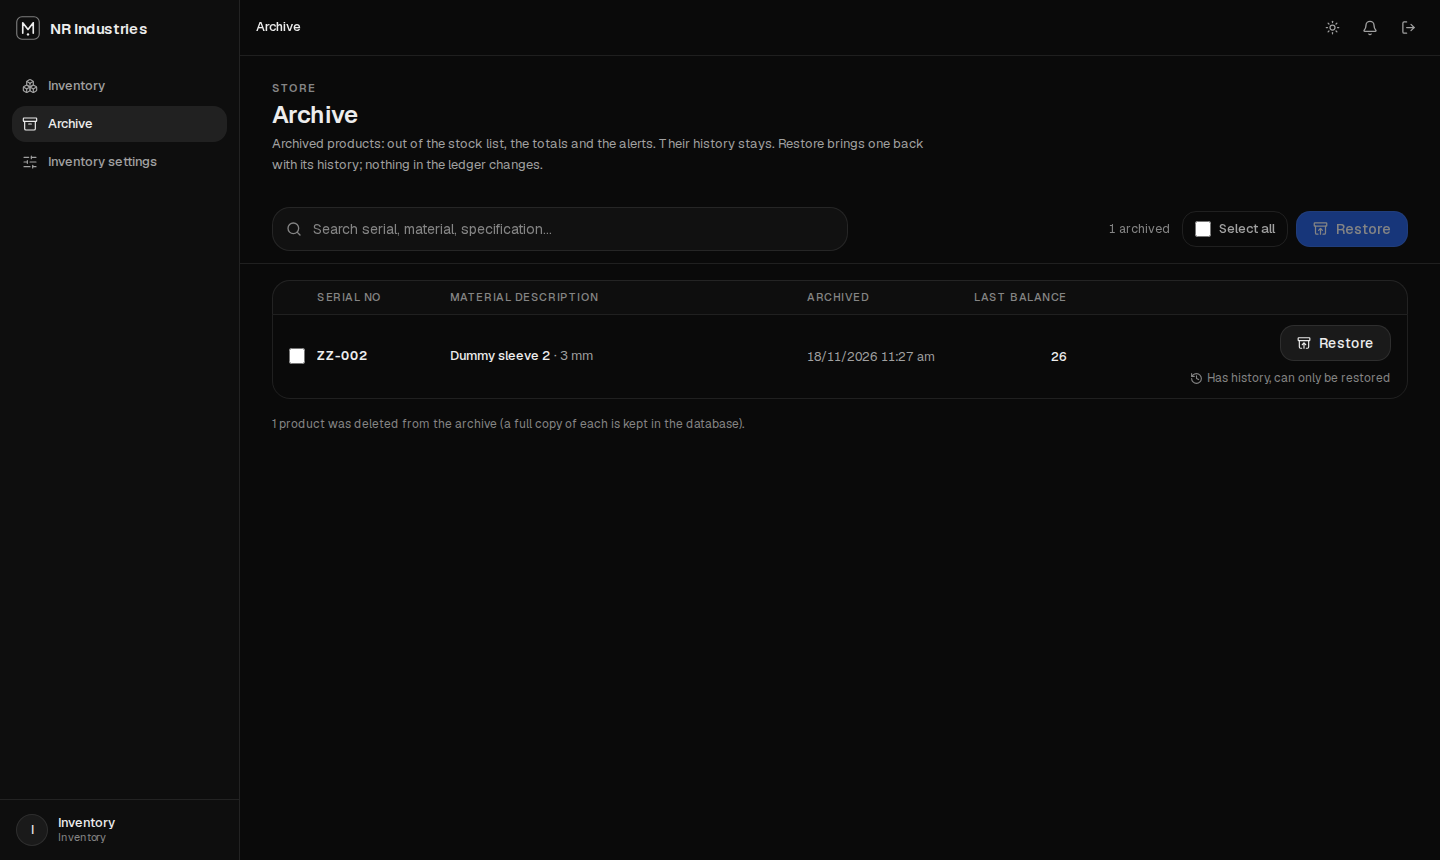 NR Industries
Inventory
Archive
Inventory settings
Inventory
Inventory
I
Archive
STORE
Archive
Archived products: out of the stock list, the totals and the alerts. Their history stays. Restore brings one back
with its history; nothing in the ledger changes.
Search serial, material, specification...
1 archived
Select all
Restore
SERIAL NO MATERIAL DESCRIPTION ARCHIVED LAST BALANCE
ZZ-002 Dummy sleeve 2 · 3 mm 18/11/2026 11:27 am 26
Restore
Has history, can only be restored
1 product was deleted from the archive (a full copy of each is kept in the database).